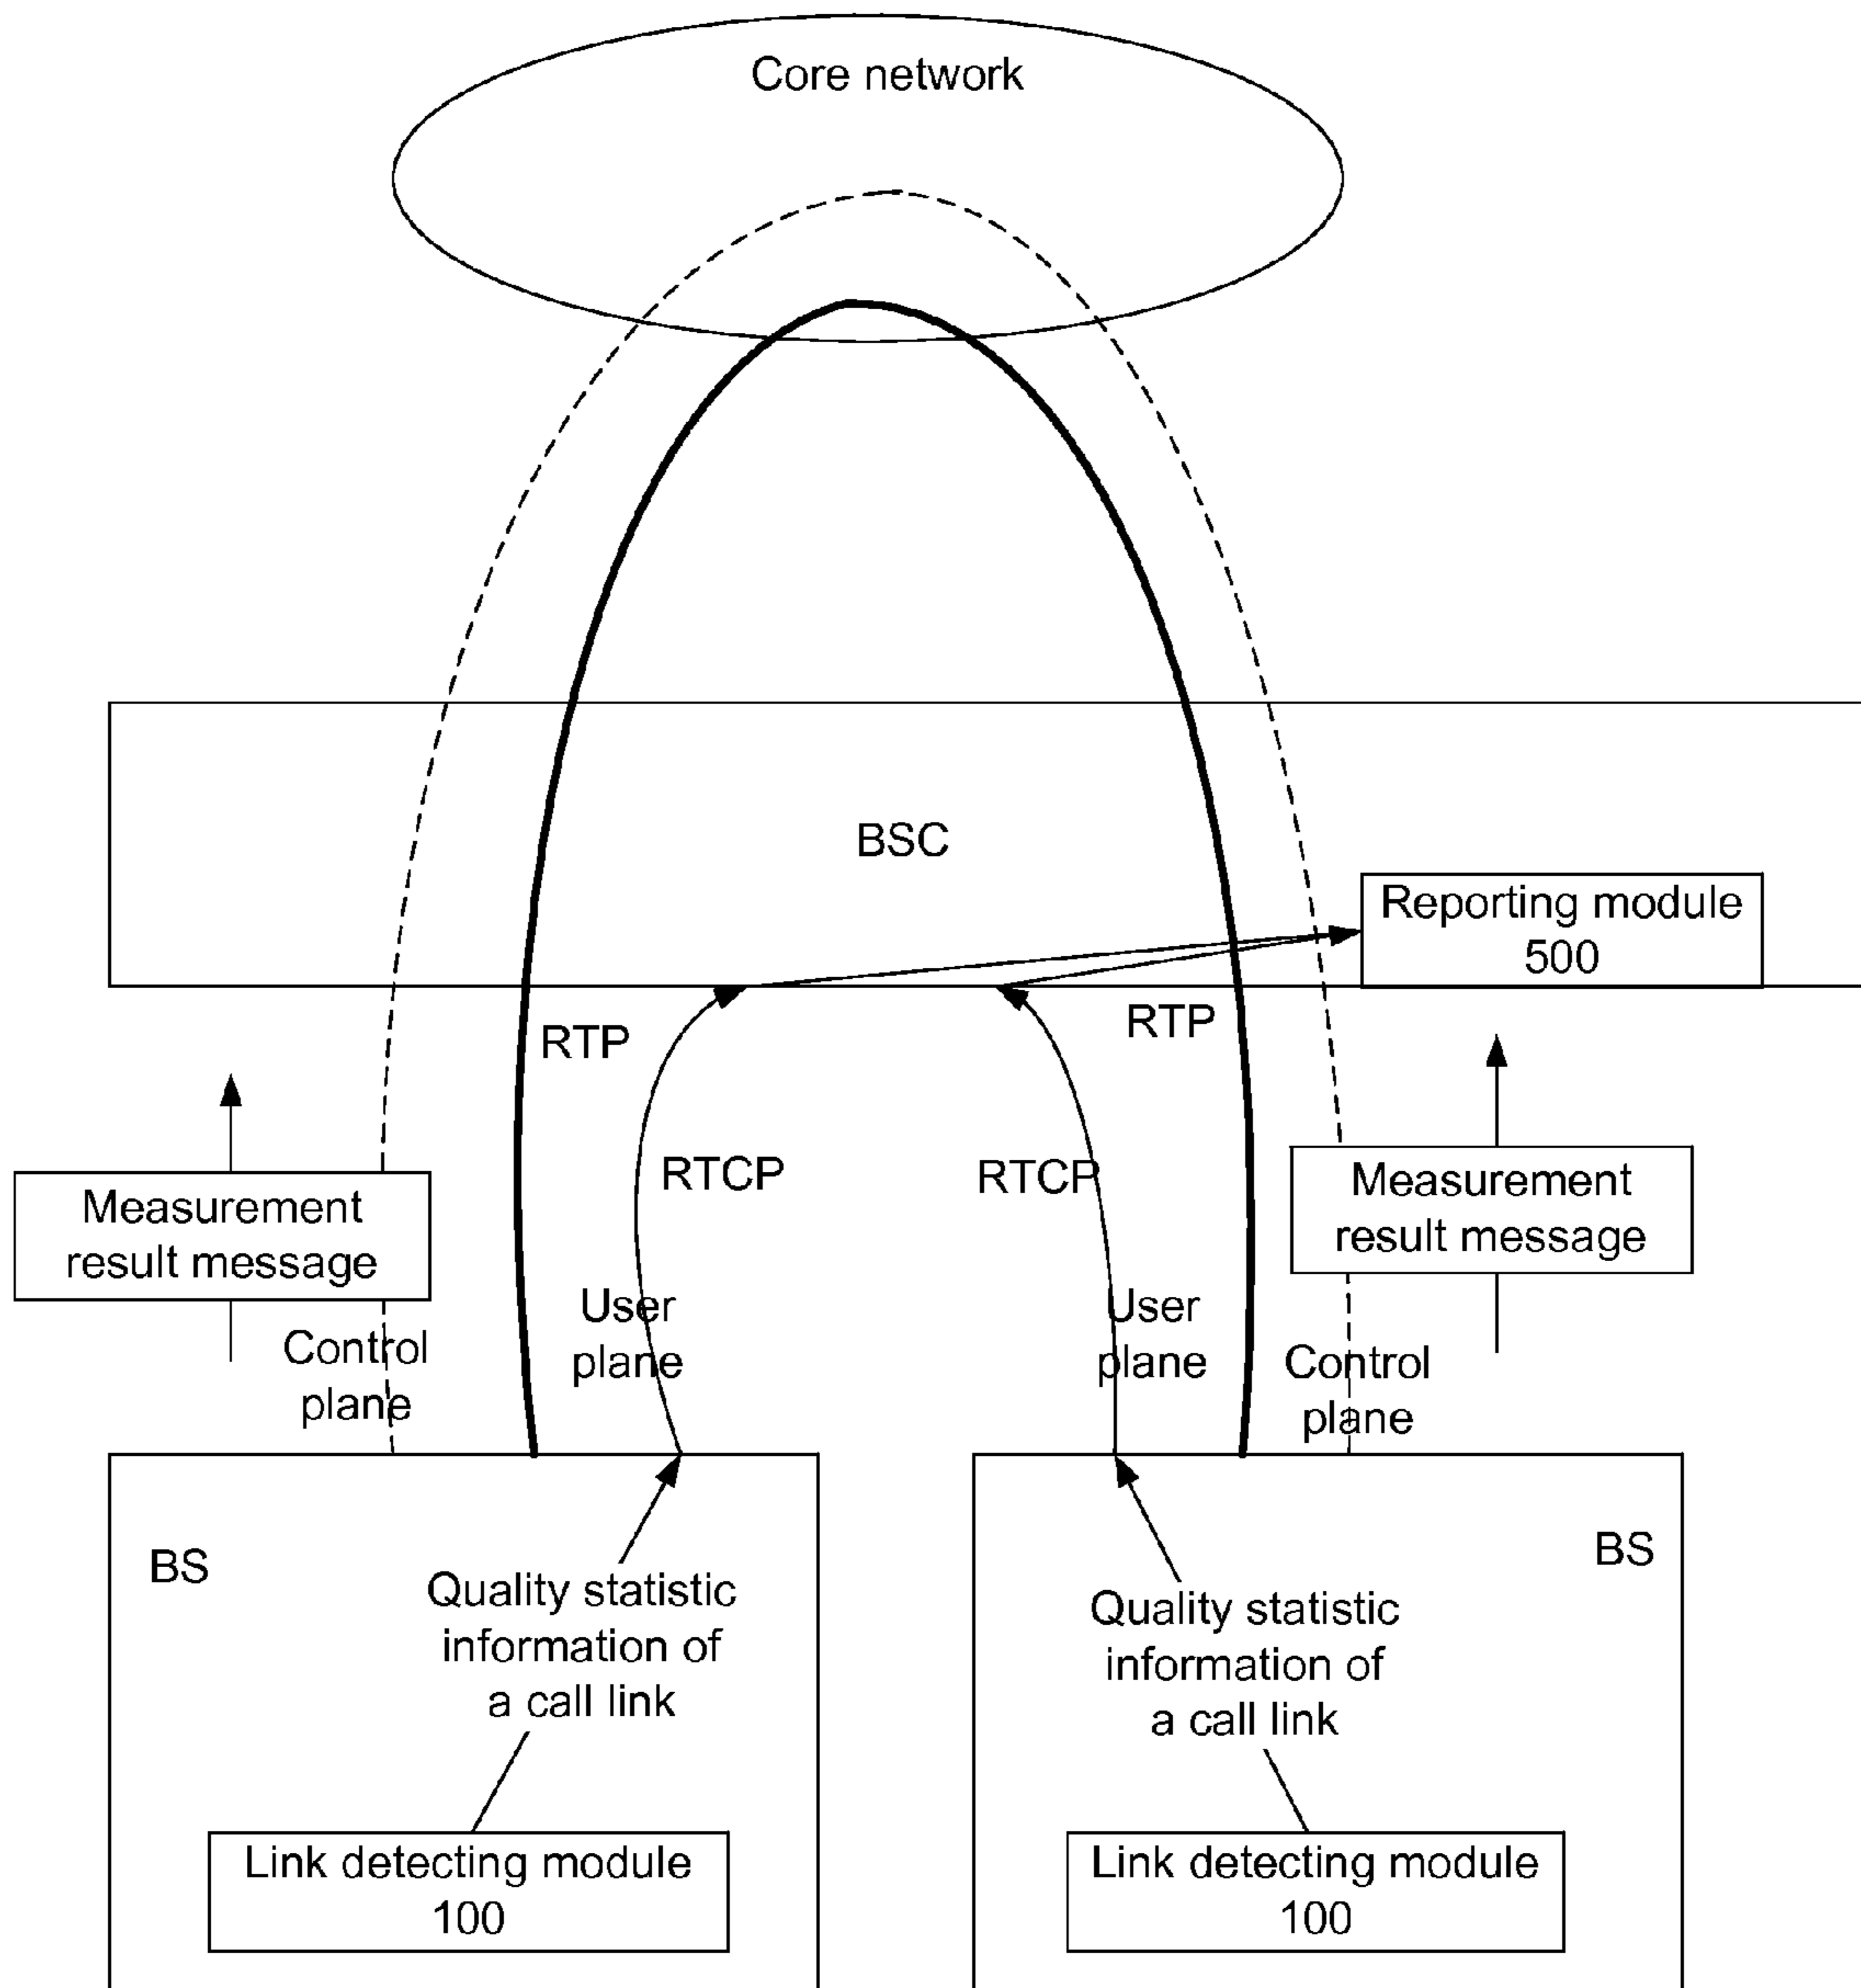 Core network
BSC
Reporting module
500
RTP
RTP
RTCP
RTCP
Measurement
result message
Measurement
result message
User
plane
User
plane
Control
plane
Control
plane
BS
BS
Quality statistic
information of
a call link
Quality statistic
information of
a call link
Link detecting module
100
Link detecting module
100